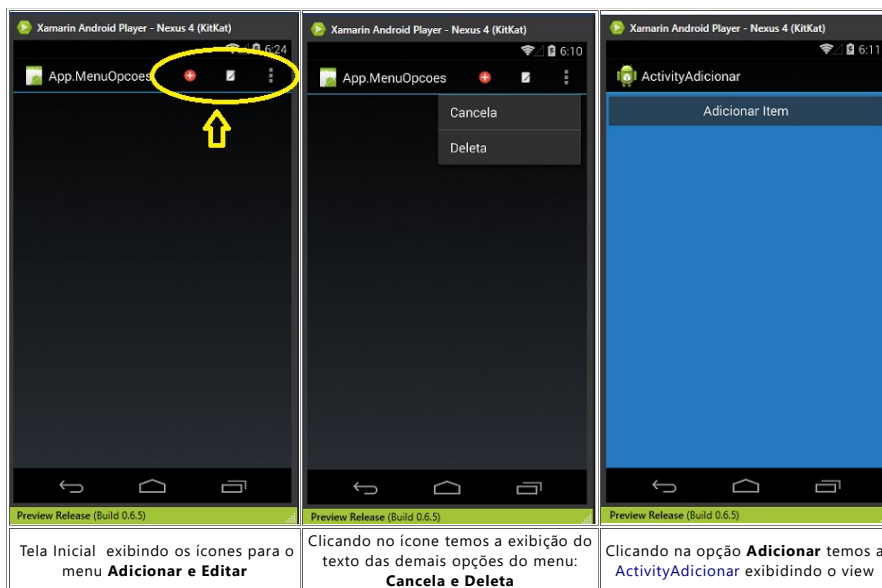 Xamarin Android Player - Nexus 4 (KitKat)
6:24
App.MenuOpcoes
Preview Release (Build 0.6.5)
Tela Inicial exibindo os ícones para o
menu Adicionar e Editar
Xamarin Android Player - Nexus 4 (KitKat)
6:10
App.MenuOpcoes
Cancela
Deleta
Preview Release (Build 0.6.5)
Clicando no ícone temos a exibição do
texto das demais opções do menu:
Cancela e Deleta
Xamarin Android Player - Nexus 4 (KitKat)
6:11
ActivityAdicionar
Adicionar Item
Preview Release (Build 0.6.5)
Clicando na opção Adicionar temos a
ActivityAdicionar exibidindo o view